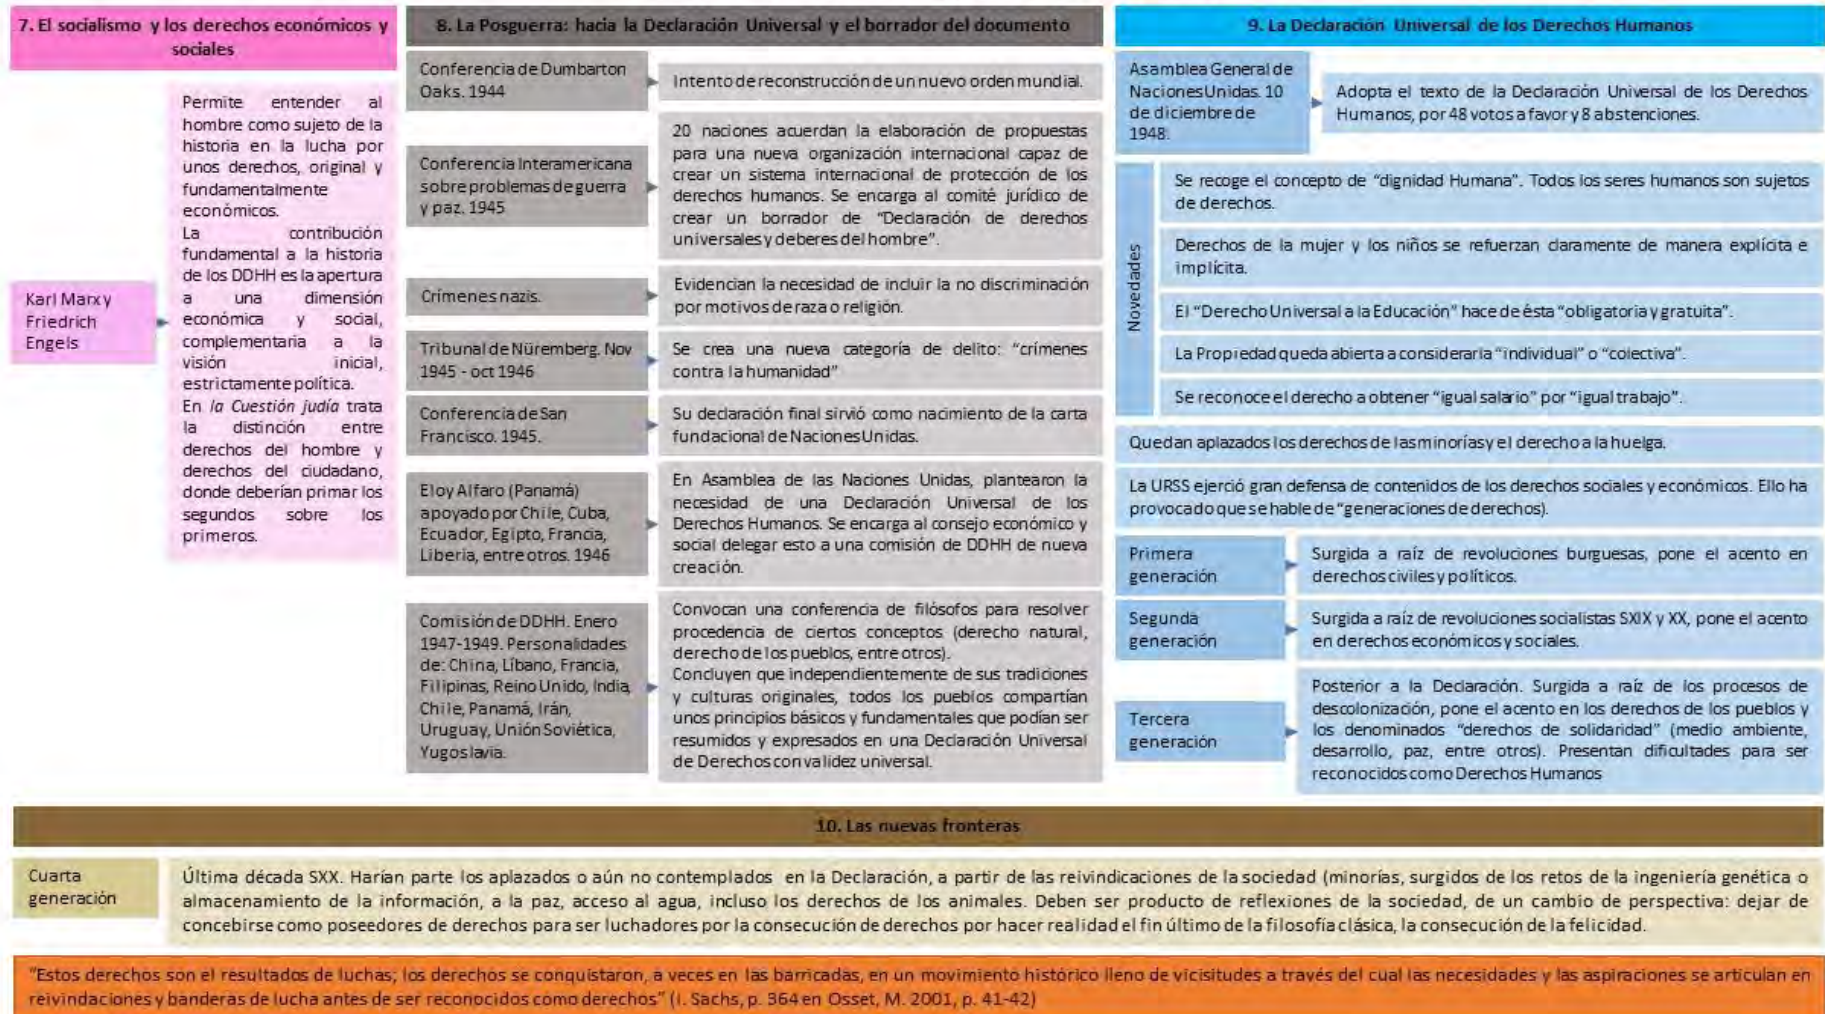 7. El socialismo y los derechos económicos y
sociales
Karl Marx y
Friedrich
Engels
Permite entender al
hombre como sujeto de la
historia en la lucha por
unos derechos, original y
fundamentalmente
económicos.
La contribución
fundamental a la historia
de los DDHH es la apertura
a una dimensión
económica y social,
complementaria a la
visión inicial,
estrictamente política.
En la Cuestión judía trata
la distinción entre
derechos del hombre y
derechos del ciudadano,
donde deberían primar los
segundos sobre los
primeros.
8. La Posguerra: hacia la Declaración Universal y el borrador del documento
Conferencia de Dumbarton
Oaks. 1944
Intento de reconstrucción de un nuevo orden mundial.
Conferencia Interamericana
sobre problemas de guerra
y paz. 1945
20 naciones acuerdan la elaboración de propuestas
para una nueva organización internacional capaz de
crear un sistema internacional de protección de los
derechos humanos. Se encarga al comité jurídico de
crear un borrador de "Declaración de derechos
universales y deberes del hombre".
Crímenes nazis.
Evidencian la necesidad de incluir la no discriminación
por motivos de raza o religión.
Tribunal de Nüremberg. Nov
1945 - oct 1946
Se crea una nueva categoría de delito: "crímenes
contra la humanidad"
Conferencia de San
Francisco. 1945.
Su declaración final sirvió como nacimiento de la carta
fundacional de Naciones Unidas.
Eloy Alfaro (Panamá)
apoyado por Chile, Cuba,
Ecuador, Egipto, Francia,
Liberia, entre otros. 1946
En Asamblea de las Naciones Unidas, plantearon la
necesidad de una Declaración Universal de los
Derechos Humanos. Se encarga al consejo económico y
social delegar esto a una comisión de DDHH de nueva
creación.
Comisión de DDHH. Enero
1947-1949. Personalidades
de: China, Líbano, Francia,
Filipinas, Reino Unido, India,
Chile, Panamá, Irán,
Uruguay, Unión Soviética,
Yugoslavia.
Convocan una conferencia de filósofos para resolver
procedencia de ciertos conceptos (derecho natural,
derecho de los pueblos, entre otros).
Concluyen que independientemente de sus tradiciones
y culturas originales, todos los pueblos compartían
unos principios básicos y fundamentales que podían ser
resumidos y expresados en una Declaración Universal
de Derechos con validez universal.
9. La Declaración Universal de los Derechos Humanos
Asamblea General de
Naciones Unidas. 10
de diciembre de
1948.
Adopta el texto de la Declaración Universal de los Derechos
Humanos, por 48 votos a favor y 8 abstenciones.
Novedades
Se recoge el concepto de "dignidad Humana". Todos los seres humanos son sujetos
de derechos.
Derechos de la mujer y los niños se refuerzan claramente de manera explícita e
implícita.
El "Derecho Universal a la Educación" hace de ésta "obligatoria y gratuita".
La Propiedad queda abierta a considerarla "individual" o "colectiva".
Se reconoce el derecho a obtener "igual salario" por "igual trabajo".
Quedan aplazados los derechos de las minorías y el derecho a la huelga.
La URSS ejerció gran defensa de contenidos de los derechos sociales y económicos. Ello ha
provocado que se hable de "generaciones de derechos).
Primera
generación
Surgida a raíz de revoluciones burguesas, pone el acento en
derechos civiles y políticos.
Segunda
generación
Surgida a raíz de revoluciones socialistas SXIX y XX, pone el acento
en derechos económicos y sociales.
Tercera
generación
Posterior a la Declaración. Surgida a raíz de los procesos de
descolonización, pone el acento en los derechos de los pueblos y
los denominados "derechos de solidaridad" (medio ambiente,
desarrollo, paz, entre otros). Presentan dificultades para ser
reconocidos como Derechos Humanos
10. Las nuevas fronteras
Cuarta
generación
Última década SXX. Harían parte los aplazados o aún no contemplados en la Declaración, a partir de las reivindicaciones de la sociedad (minorías, surgidos de los retos de la ingeniería genética o
almacenamiento de la información, a la paz, acceso al agua, incluso los derechos de los animales. Deben ser producto de reflexiones de la sociedad, de un cambio de perspectiva: dejar de
concebirse como poseedores de derechos para ser luchadores por la consecución de derechos por hacer realidad el fin último de la filosofía clásica, la consecución de la felicidad.
"Estos derechos son el resultados de luchas; los derechos se conquistaron, a veces en las barricadas, en un movimiento histórico lleno de vicisitudes a través del cual las necesidades y las aspiraciones se articulan en
reivindaciones y banderas de lucha antes de ser reconocidos como derechos" (I. Sachs, p. 364 en Osset, M. 2001, p. 41-42)